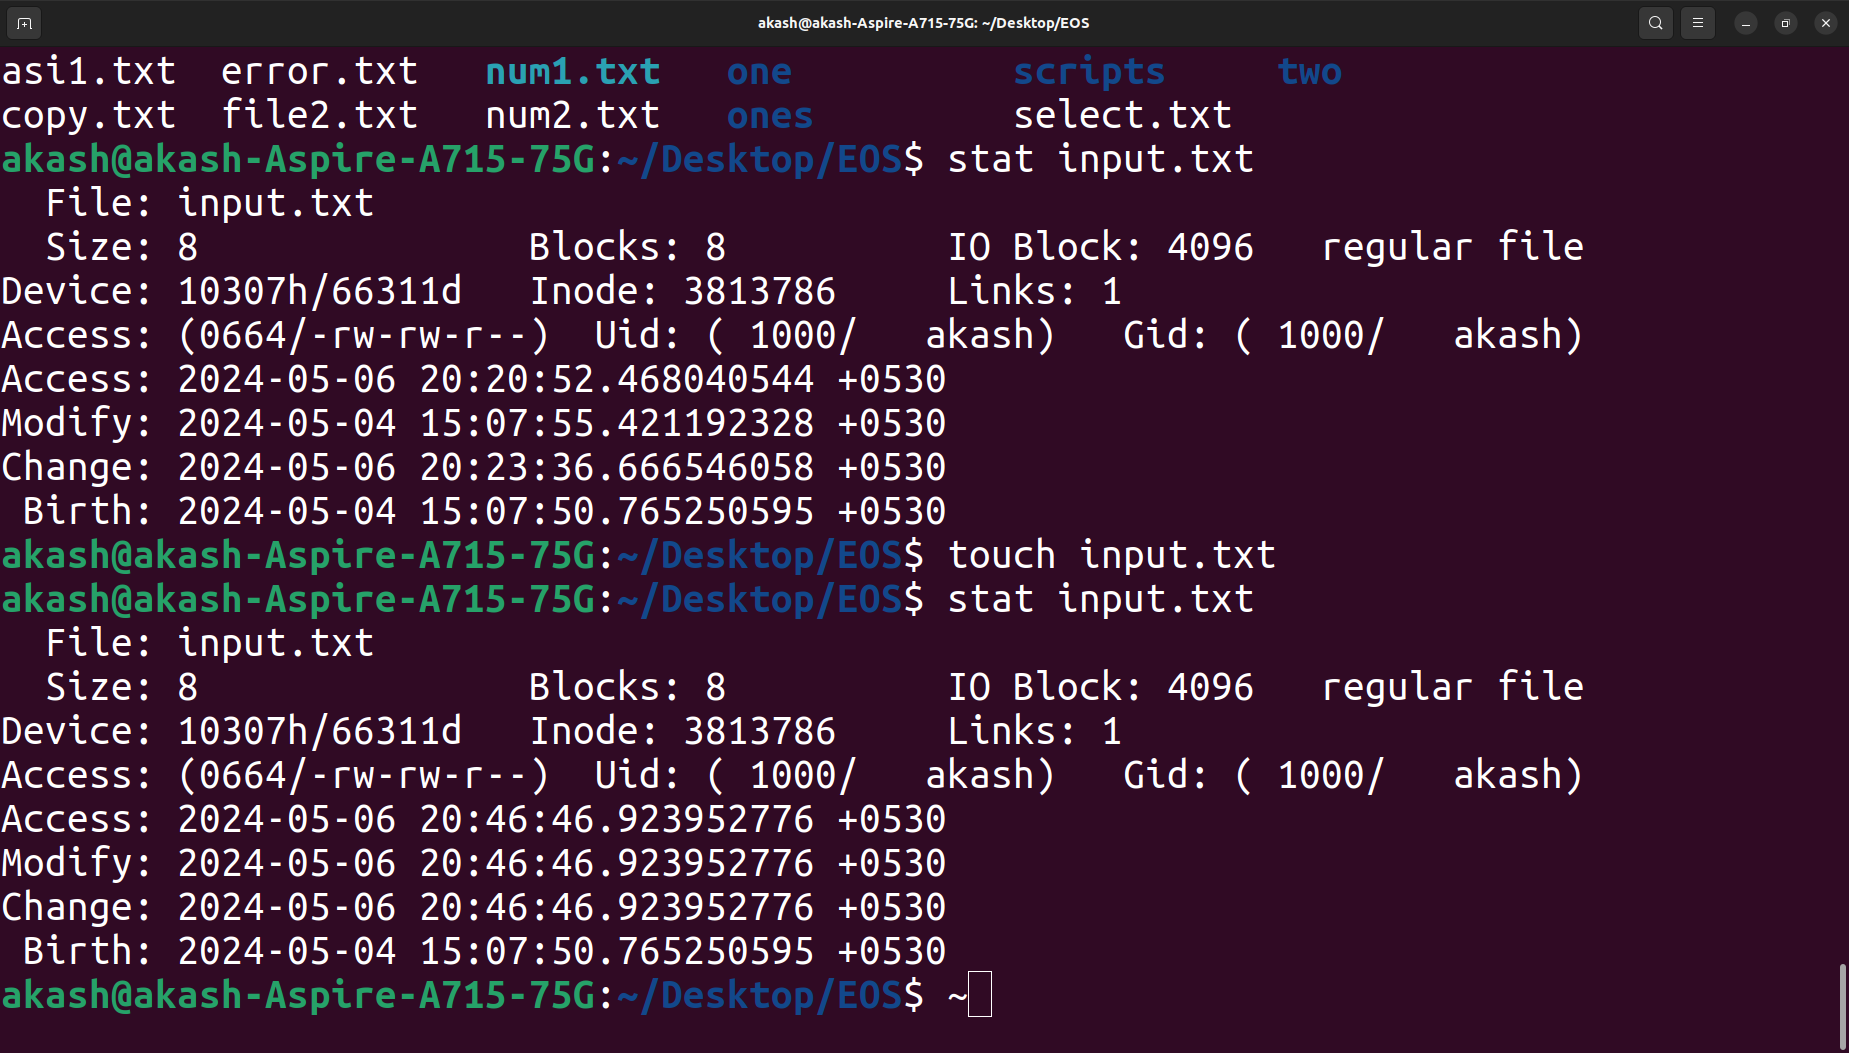 akash@akash-Aspire-A715-75G: ~/Desktop/EOS
asi1.txt  error.txt   num1.txt   one          scripts     two
copy.txt  file2.txt   num2.txt   ones         select.txt
akash@akash-Aspire-A715-75G:~/Desktop/EOS$ stat input.txt
  File: input.txt
  Size: 8               Blocks: 8          IO Block: 4096   regular file
Device: 10307h/66311d   Inode: 3813786     Links: 1
Access: (0664/-rw-rw-r--)  Uid: ( 1000/   akash)   Gid: ( 1000/   akash)
Access: 2024-05-06 20:20:52.468040544 +0530
Modify: 2024-05-04 15:07:55.421192328 +0530
Change: 2024-05-06 20:23:36.666546058 +0530
 Birth: 2024-05-04 15:07:50.765250595 +0530
akash@akash-Aspire-A715-75G:~/Desktop/EOS$ touch input.txt
akash@akash-Aspire-A715-75G:~/Desktop/EOS$ stat input.txt
  File: input.txt
  Size: 8               Blocks: 8          IO Block: 4096   regular file
Device: 10307h/66311d   Inode: 3813786     Links: 1
Access: (0664/-rw-rw-r--)  Uid: ( 1000/   akash)   Gid: ( 1000/   akash)
Access: 2024-05-06 20:46:46.923952776 +0530
Modify: 2024-05-06 20:46:46.923952776 +0530
Change: 2024-05-06 20:46:46.923952776 +0530
 Birth: 2024-05-04 15:07:50.765250595 +0530
akash@akash-Aspire-A715-75G:~/Desktop/EOS$ ~